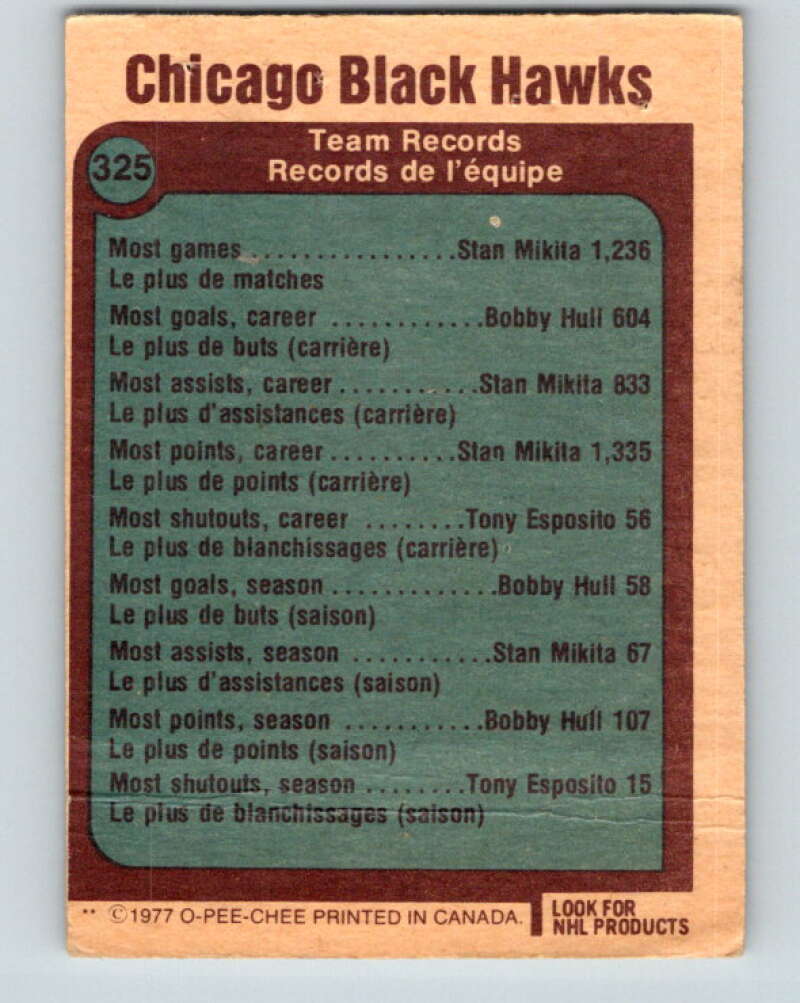 Chicago Black Hawks
Team Records
325
Records de l'équipe
Most games................Stan Mikita 1,236
Le plus de matches
Most goals, career ............Bobby Hull 604
Le plus de buts (carrière)
Most assists, career...........Stan Mikita 833
Le plus d'assistances (carrière)
Most points, career..........Stan Mikita 1,335
Le plus de points (carrière)
Most shutouts, career ........Tony Esposito 56
Le plus de blanchissages (carrière)
Most goals, season.............Bobby Hull 58
Le plus de buts (saison)
Most assists, season ...........Stan Mikita 67
Le plus d'assistances (saison)
Most points, season ...........Bobby Hull 107
Le plus de points (saison)
Most shutouts, season ........Tony Esposito 15
Le plus de blanchissages (saison)
** ©1977 O-PEE-CHEE PRINTED IN CANADA.
LOOK FOR
NHL PRODUCTS